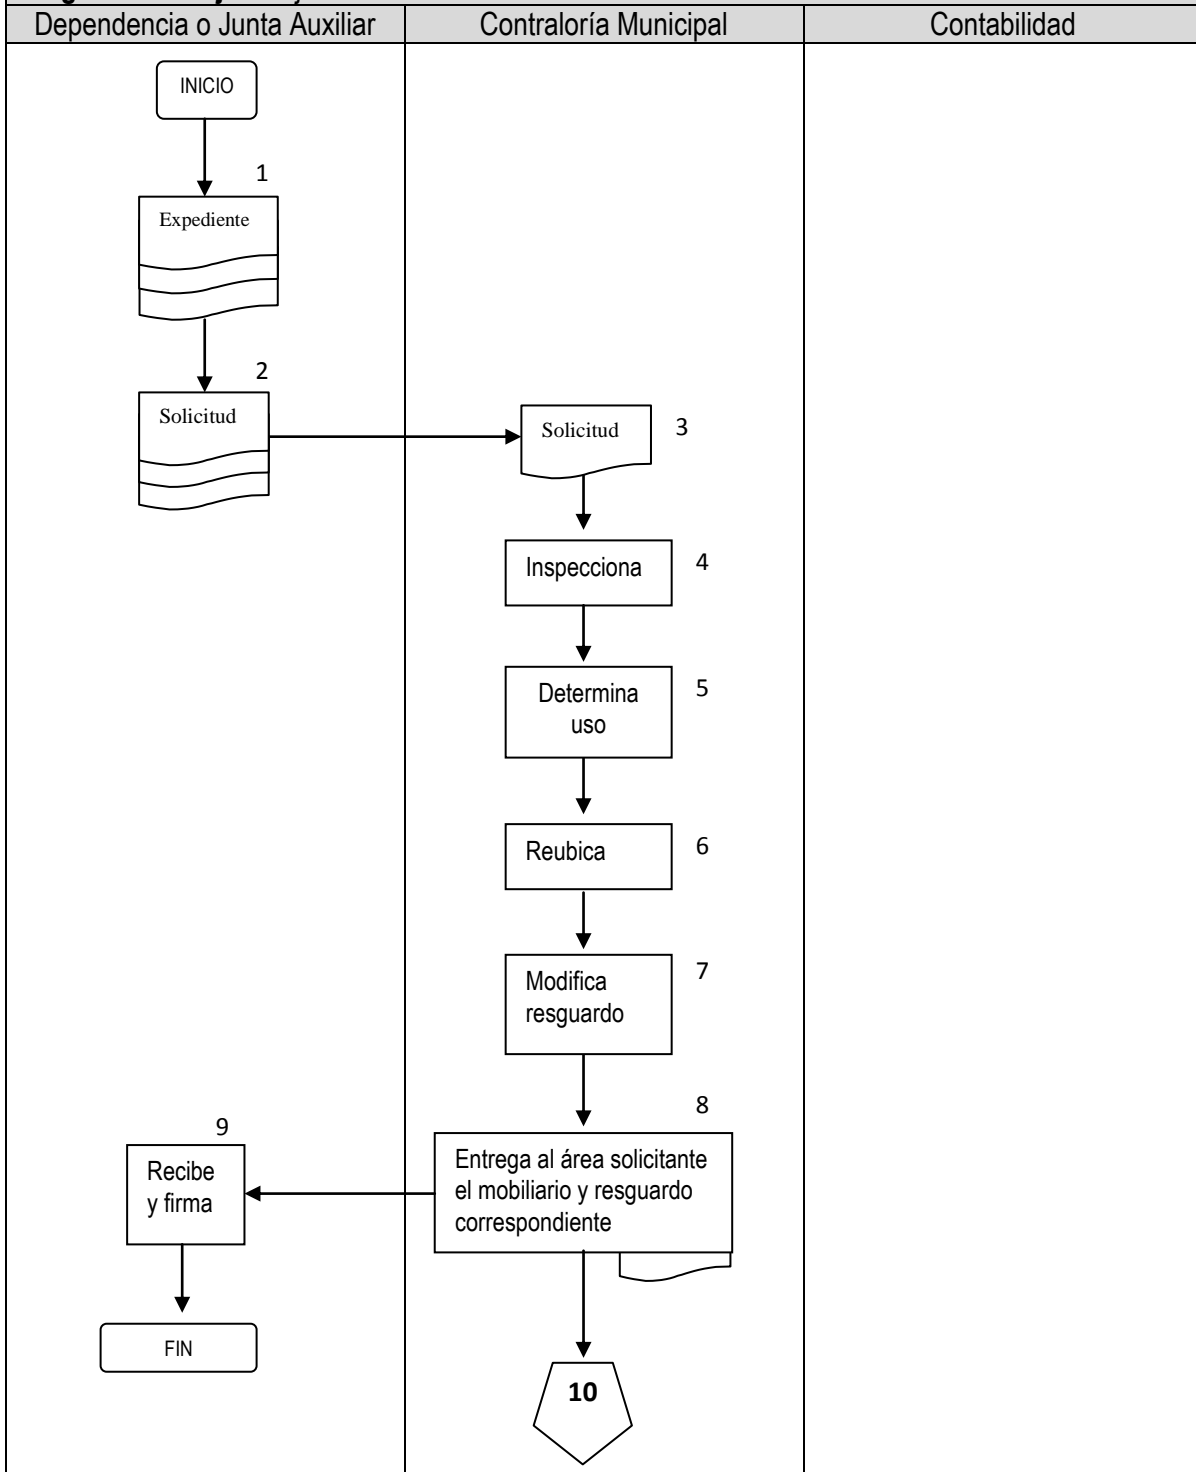 Dependencia o Junta Auxiliar
Contraloría Municipal
Contabilidad
INICIO
1
Expediente
2
Solicitud
Solicitud
3
Inspecciona
4
Determina
uso
5
Reubica
6
Modifica
resguardo
7
8
Entrega al área solicitante
el mobiliario y resguardo
correspondiente
9
Recibe
y firma
FIN
10